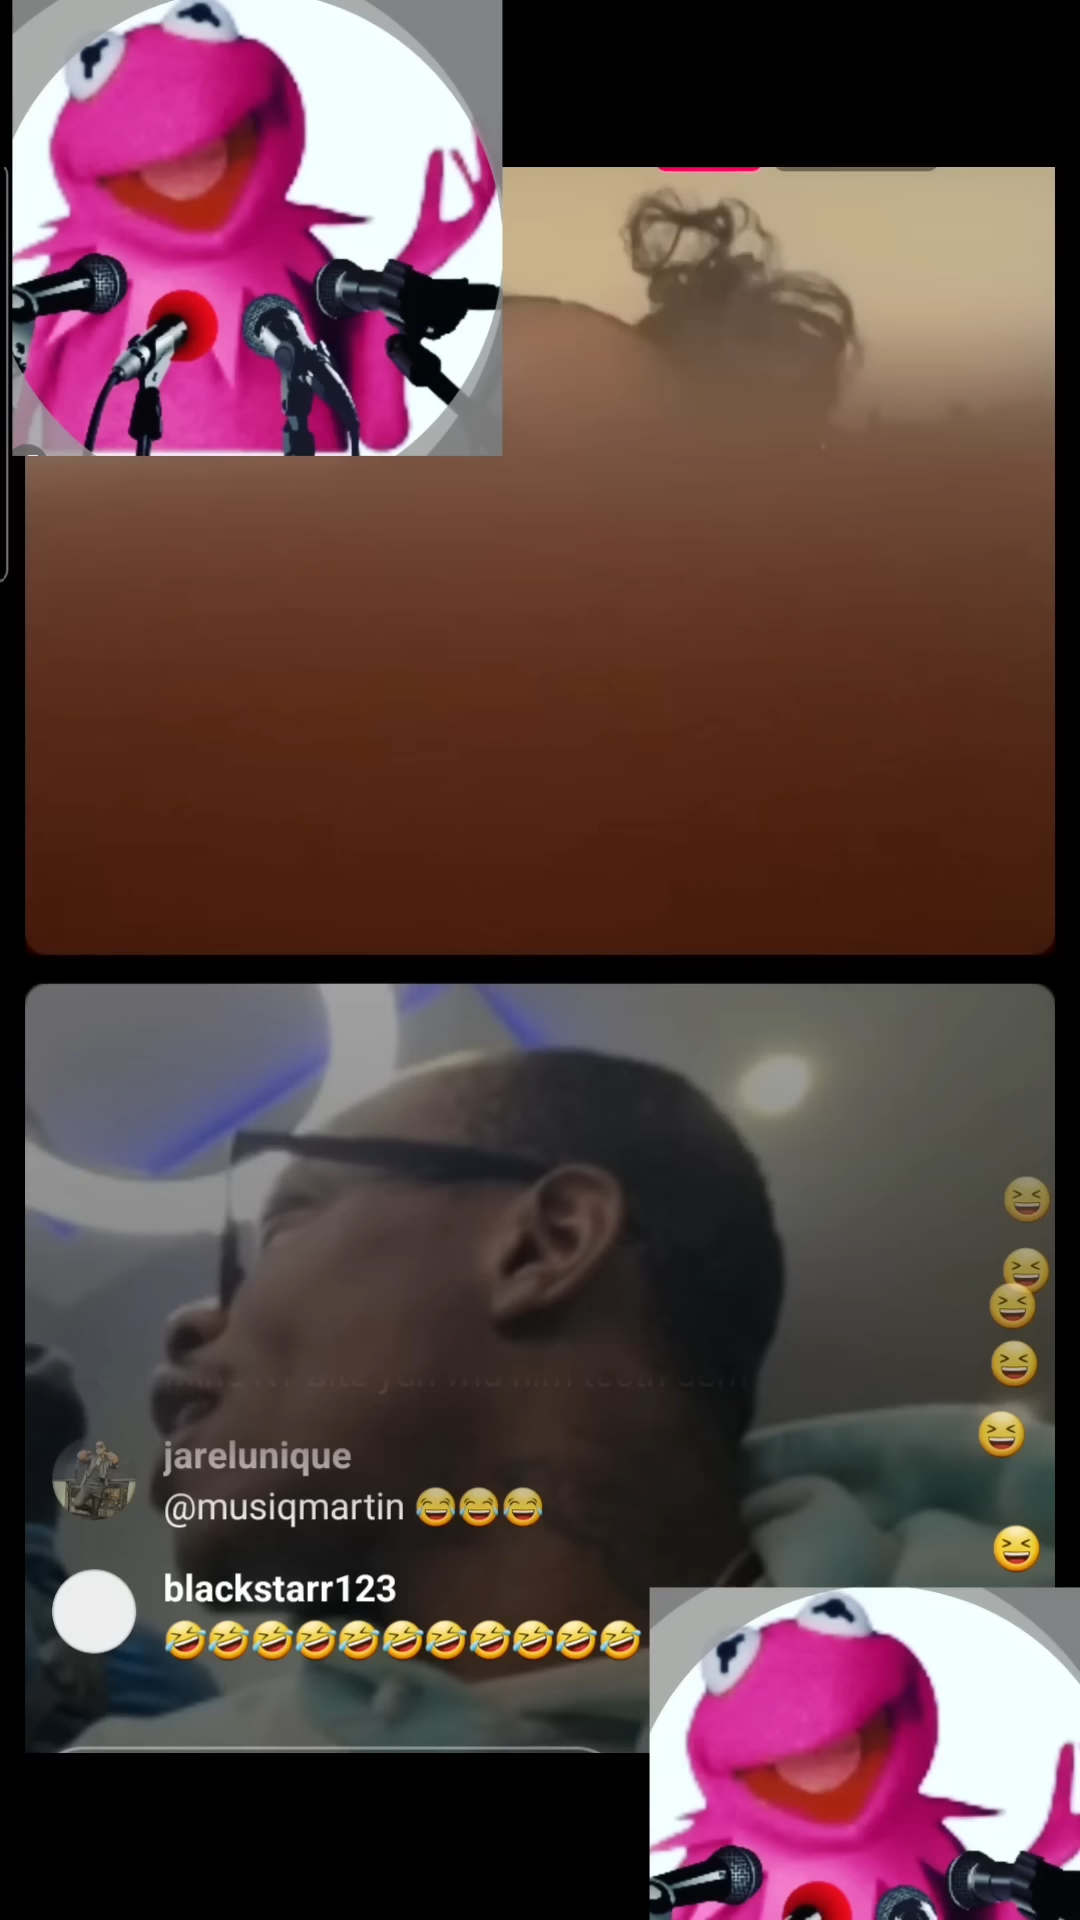 jarelunique
@musiqmartin 😂😂😂
blackstarr123
🤣🤣🤣🤣🤣🤣🤣🤣🤣🤣🤣